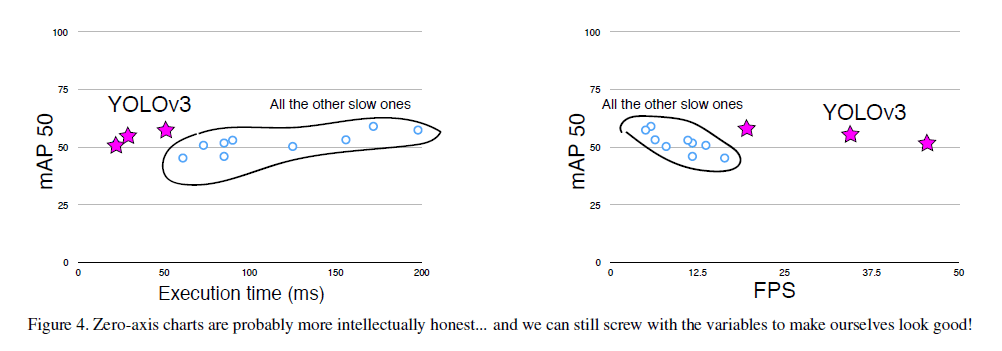 100
75
50
25
0
mAP 50
YOLOv3
All the other slow ones
0
50
100
150
200
Execution time (ms)
100
75
50
25
0
mAP 50
All the other slow ones
YOLOv3
0
12.5
25
37.5
50
FPS
Figure 4. Zero-axis charts are probably more intellectually honest... and we can still screw with the variables to make ourselves look good!